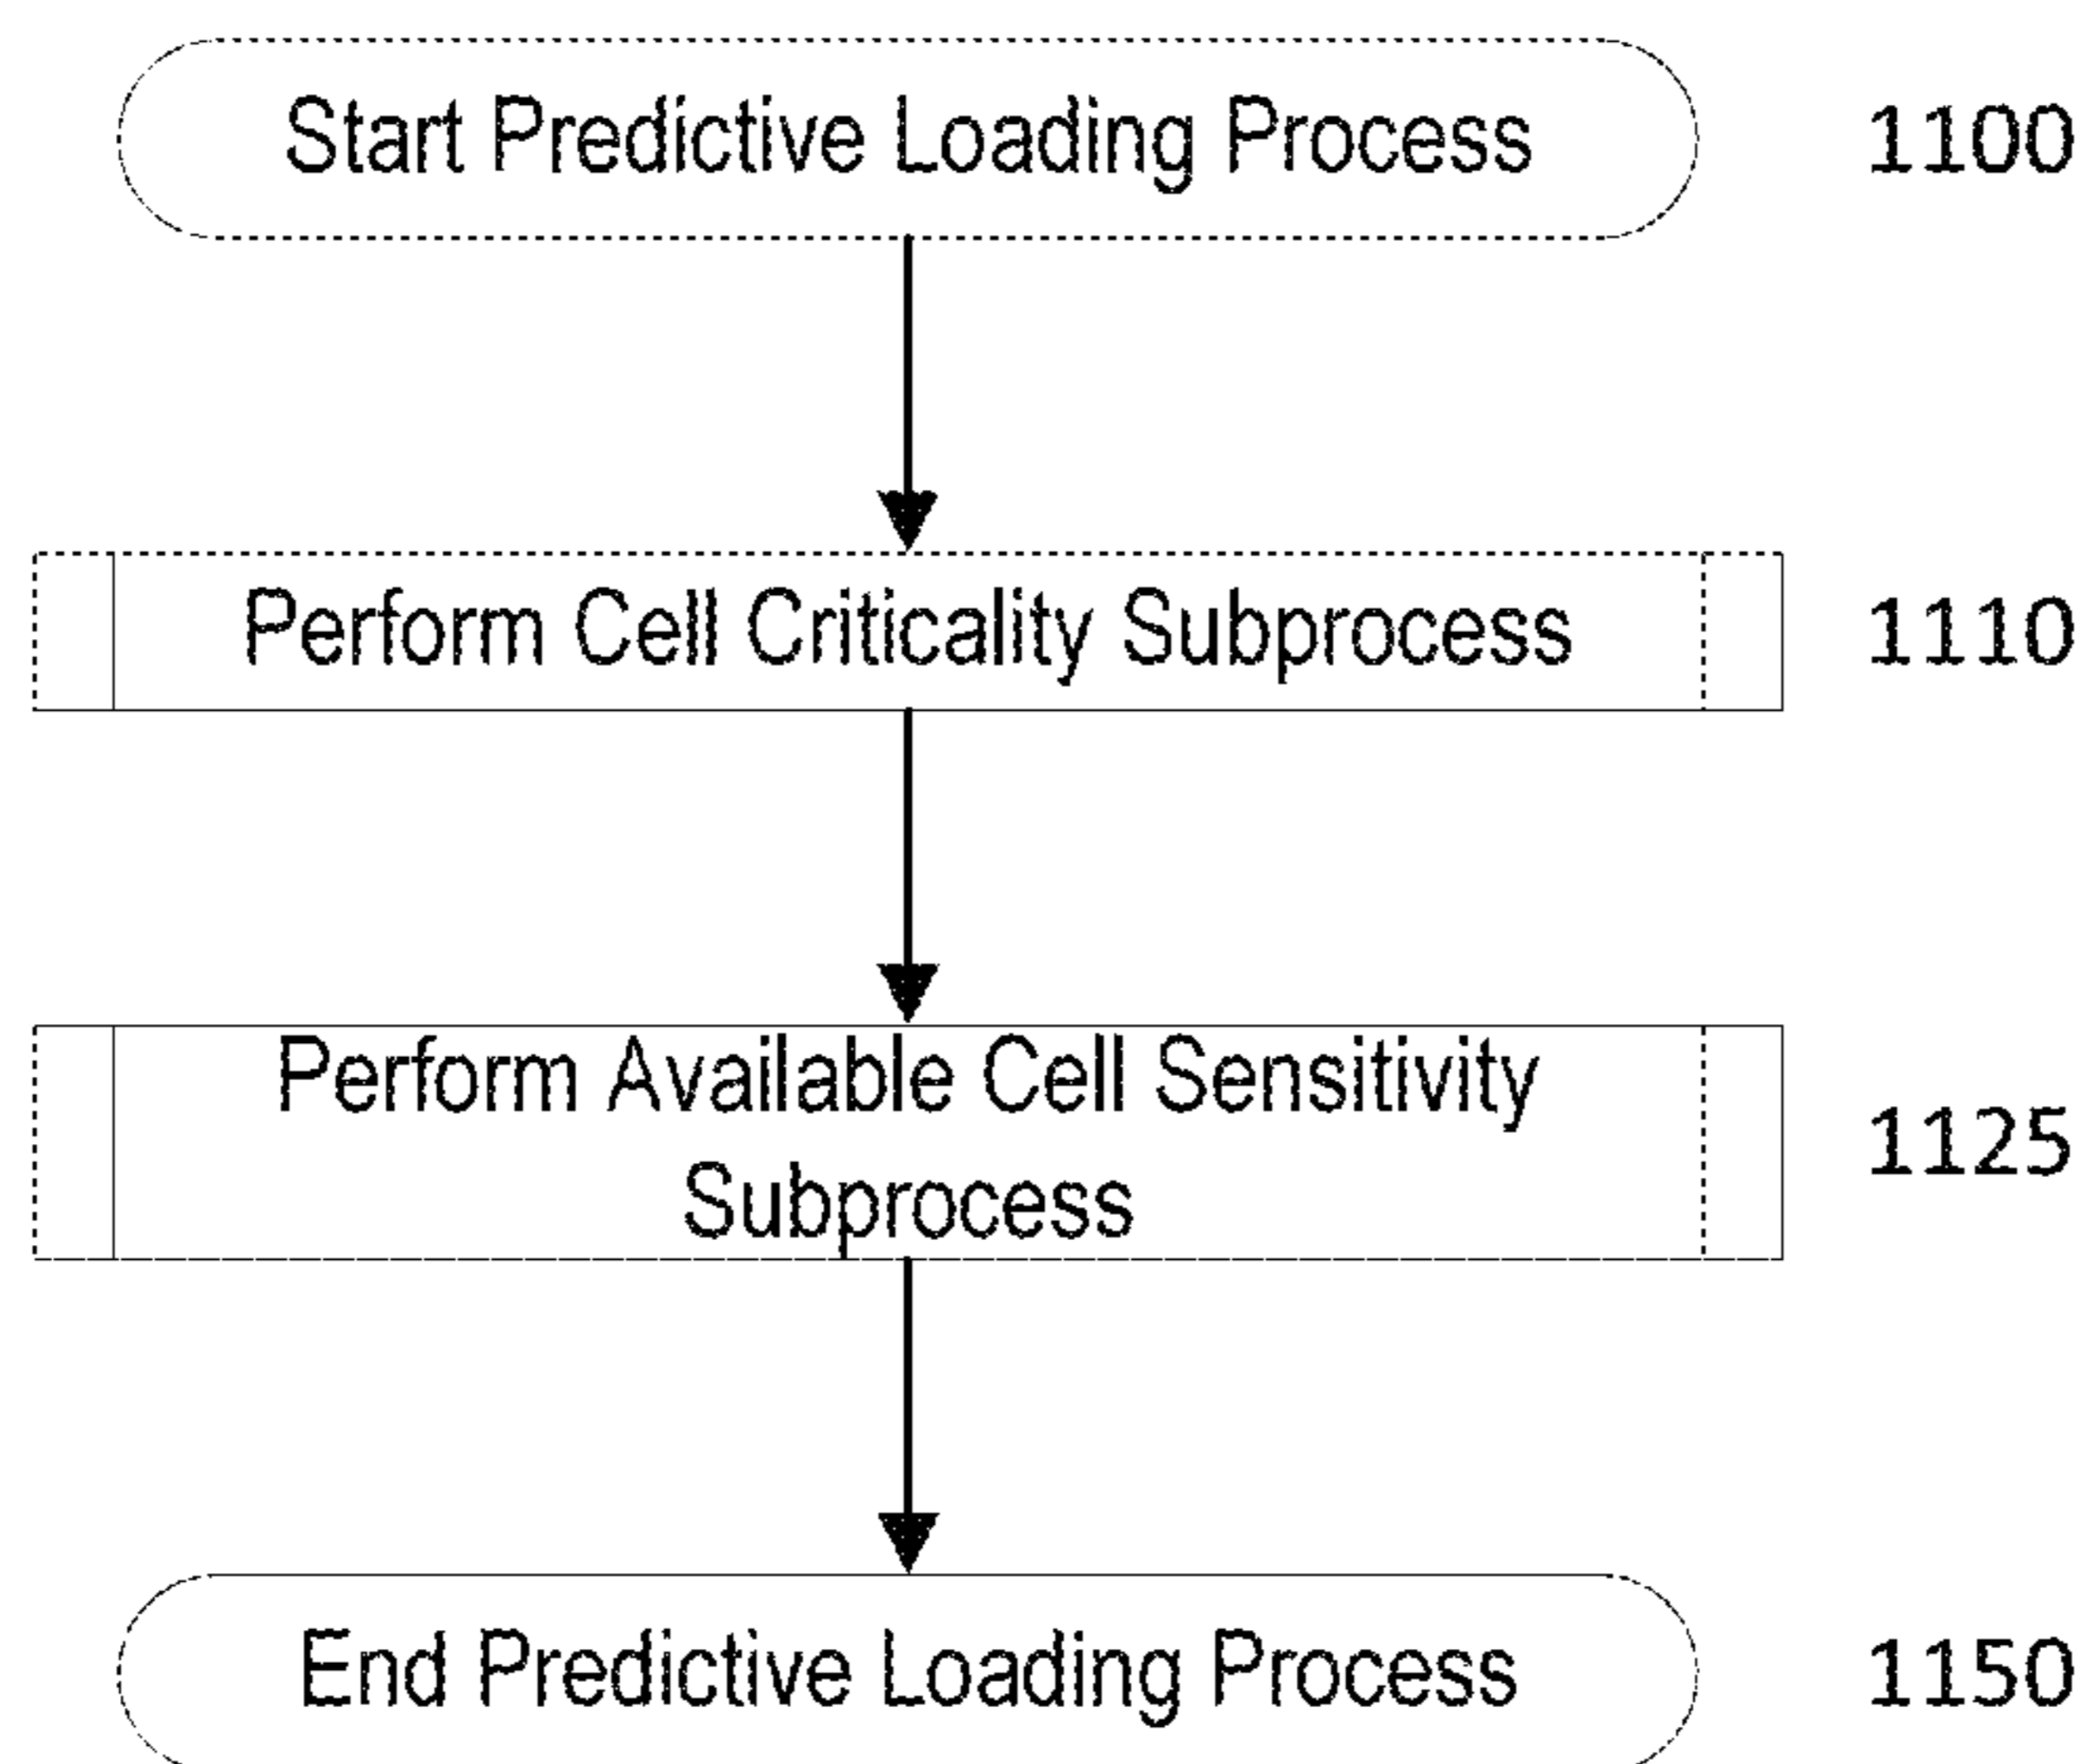 Start Predictive Loading Process 1100
Perform Cell Criticality Subprocess 1110
Perform Available Cell Sensitivity
Subprocess
1125
End Predictive Loading Process 1150